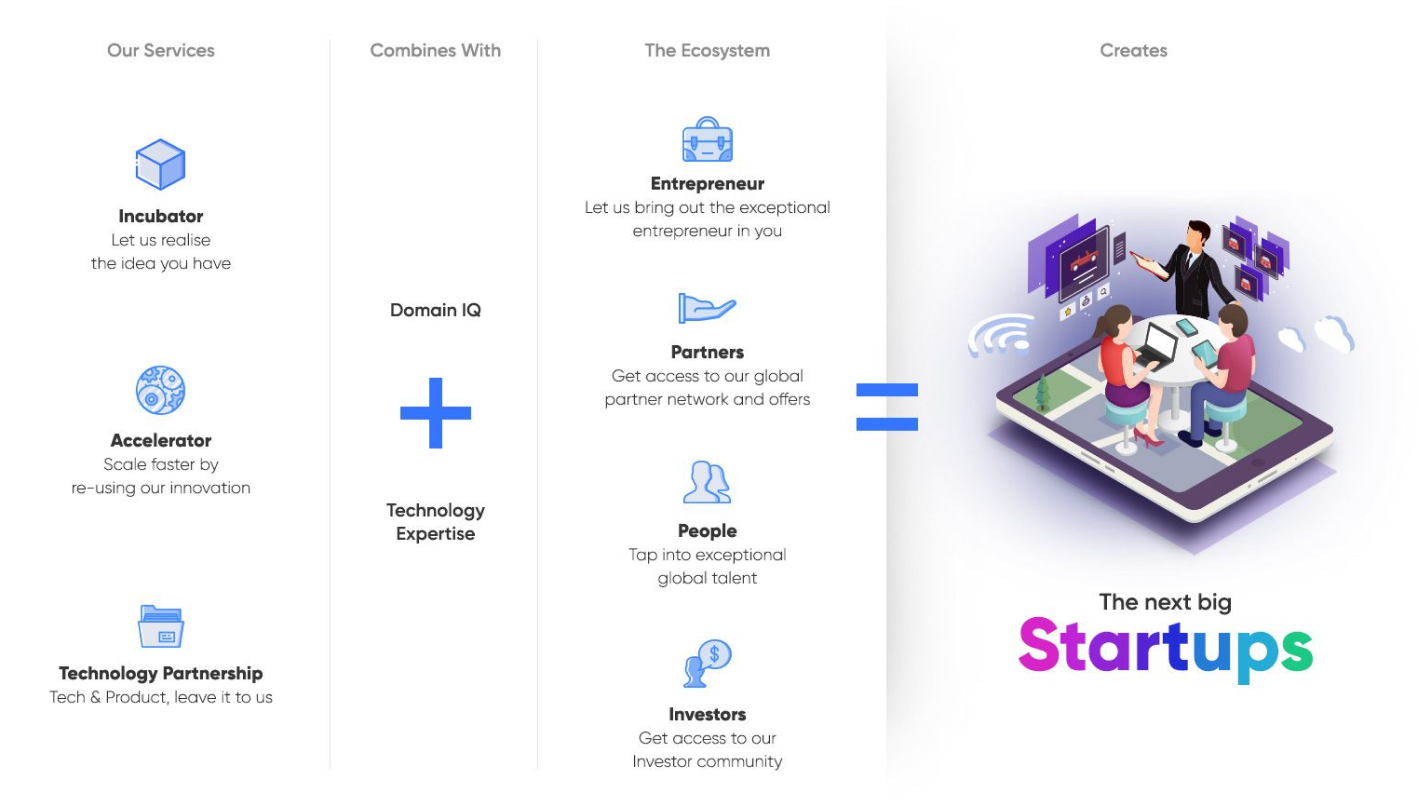 Our Services
Incubator
Let us realise
the idea you have
Accelerator
Scale faster by
re-using our innovation
Technology Partnership
Tech & Product, leave it to us
Combines With
Domain IQ
+
Technology
Expertise
The Ecosystem
Entrepreneur
Let us bring out the exceptional
entrepreneur in you
Partners
Get access to our global
partner network and offers
People
Tap into exceptional
global talent
$
Investors
Get access to our
Investor community
=
Creates
The next big
Startups